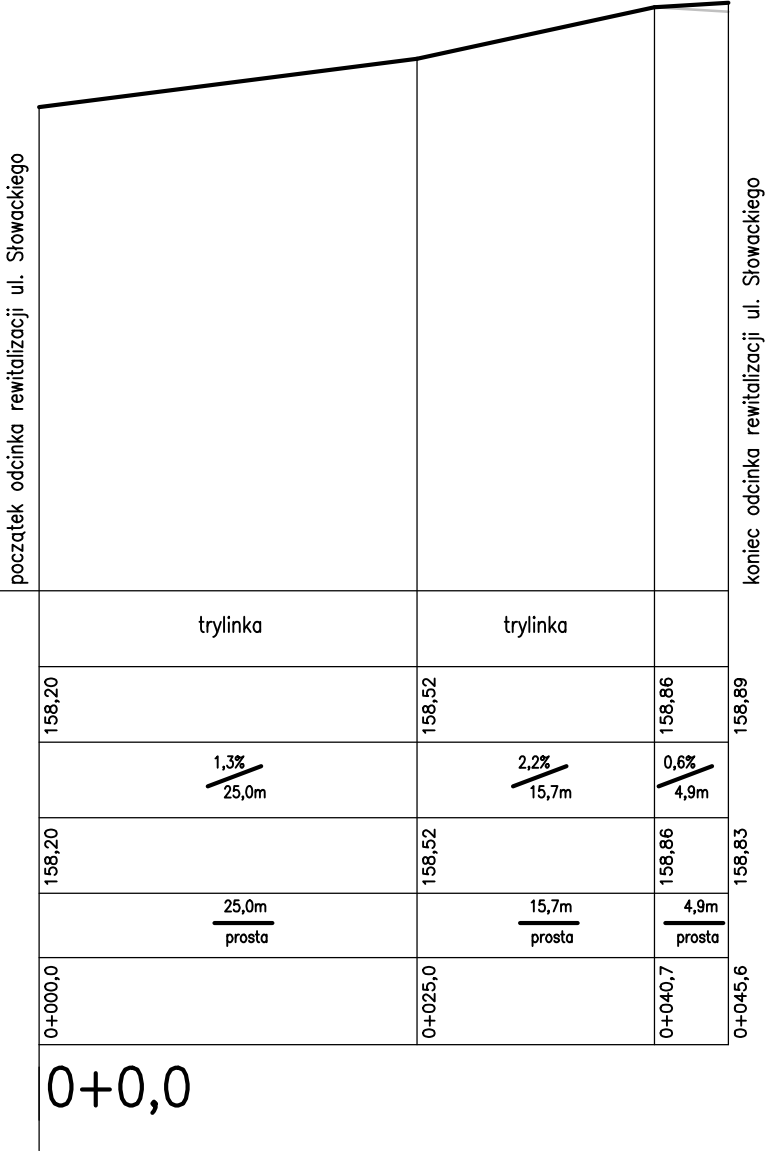 początek odcinka rewitalizacji ul. Słowackiego
koniec odcinka rewitalizacji ul. Słowackiego
trylinka
trylinka
158,20
158,52
158,86
158,89
1,3%
25,0m
2,2%
15,7m
0,6%
4,9m
158,20
158,52
158,86
158,83
25,0m
prosta
15,7m
prosta
4,9m
prosta
0+000,0
0+025,0
0+040,7
0+045,6
0+0,0